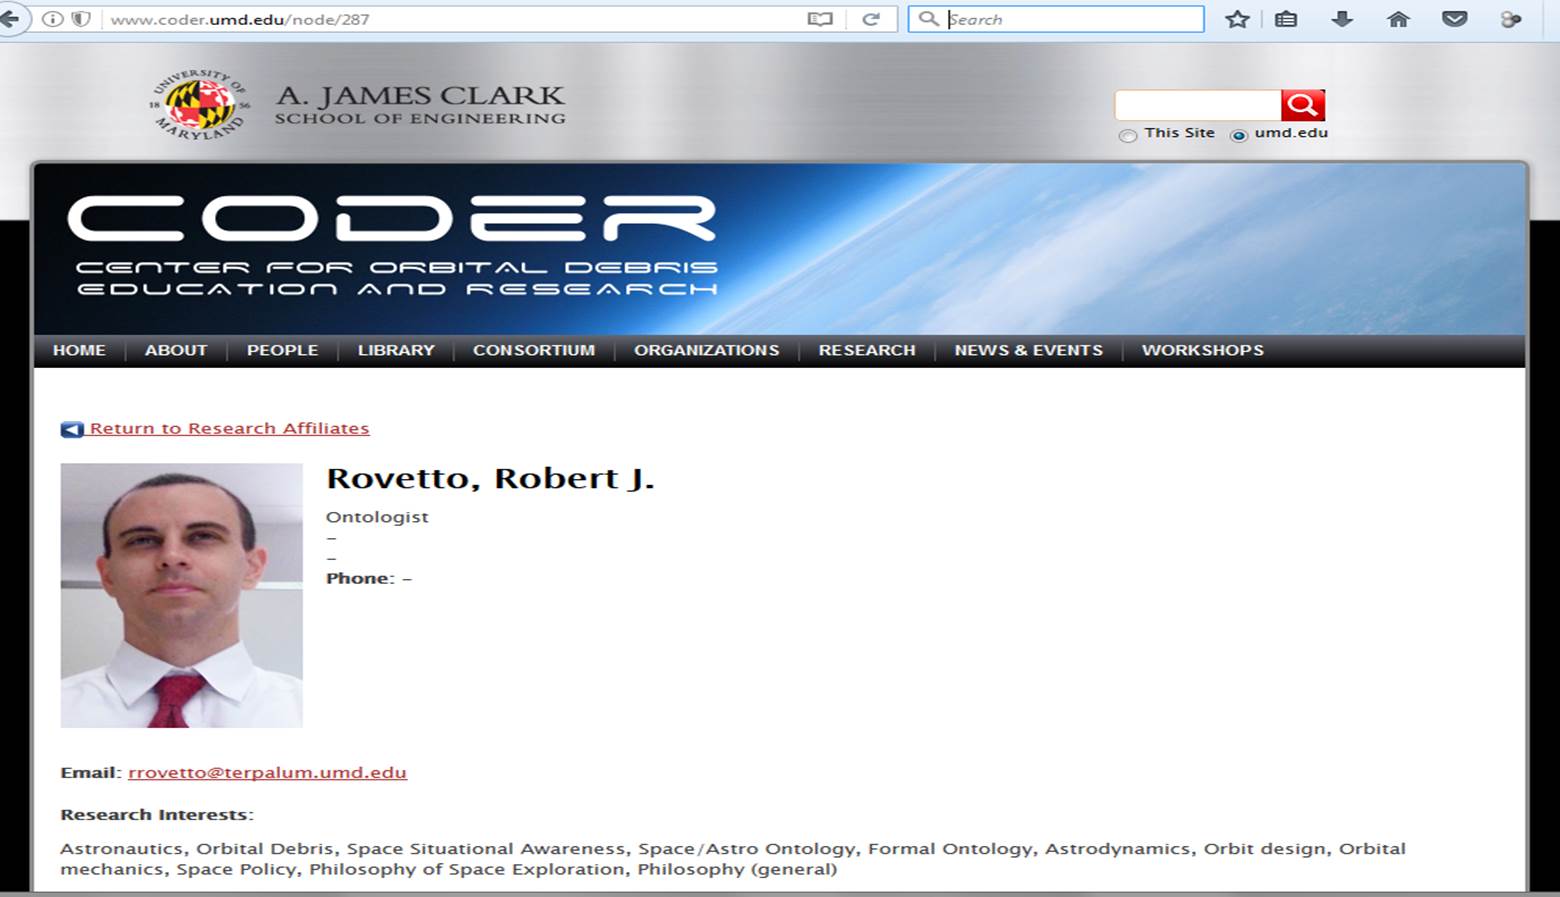 www.coder.umd.edu/node/287
Search
UNIVERSITY OF
18 56
MARYLAND
A. JAMES CLARK
SCHOOL OF ENGINEERING
This Site umd.edu
CODER
CENTER FOR ORBITAL DEBRIS
EDUCATION AND RESEARCH
HOME ABOUT PEOPLE LIBRARY CONSORTIUM ORGANIZATIONS RESEARCH NEWS & EVENTS WORKSHOPS
Return to Research Affiliates
Rovetto, Robert J.
Ontologist
–
–
Phone: –
Email: rrovetto@terpalum.umd.edu
Research Interests:
Astronautics, Orbital Debris, Space Situational Awareness, Space/Astro Ontology, Formal Ontology, Astrodynamics, Orbit design, Orbital
mechanics, Space Policy, Philosophy of Space Exploration, Philosophy (general)